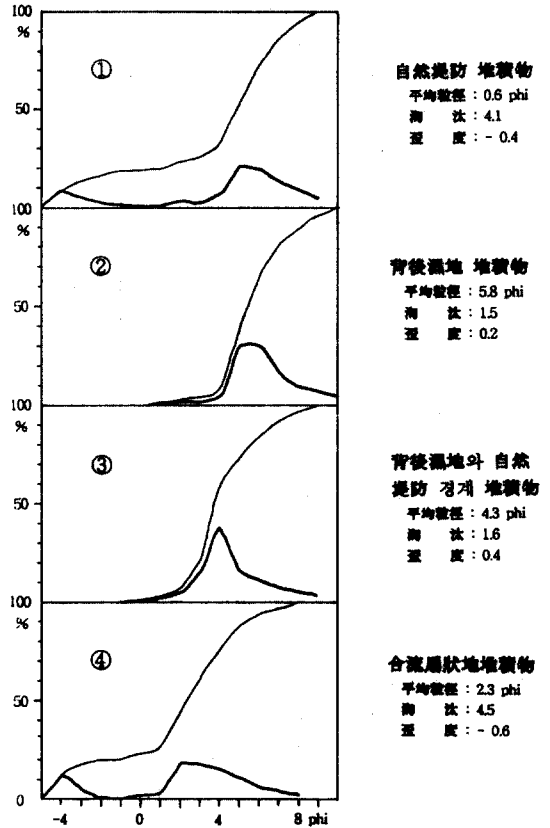 100
%
①
50
自然堤防 堆積物
平均粒徑 : 0.6 phi
淘 汰 : 4.1
歪 度 : - 0.4
100
%
②
50
背後濕地 堆積物
平均粒徑 : 5.8 phi
淘 汰 : 1.5
歪 度 : 0.2
100
%
③
50
背後濕地와 自然
堤防 경계 堆積物
平均粒徑 : 4.3 phi
淘 汰 : 1.6
歪 度 : 0.4
100
%
④
50
0
合流扇狀地堆積物
平均粒徑 : 2.3 phi
淘 汰 : 4.5
歪 度 : - 0.6
-4 0 4 8 phi